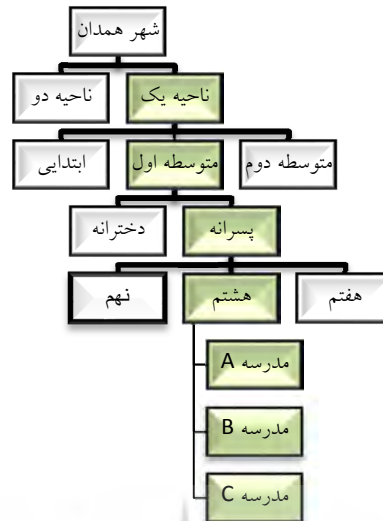 شهر همدان
ناحیه یک
ناحیه دو
متوسطه دوم
متوسطه اول
ابتدایی
پسرانه
دخترانه
هفتم
هشتم
نهم
مدرسه A
مدرسه B
مدرسه C